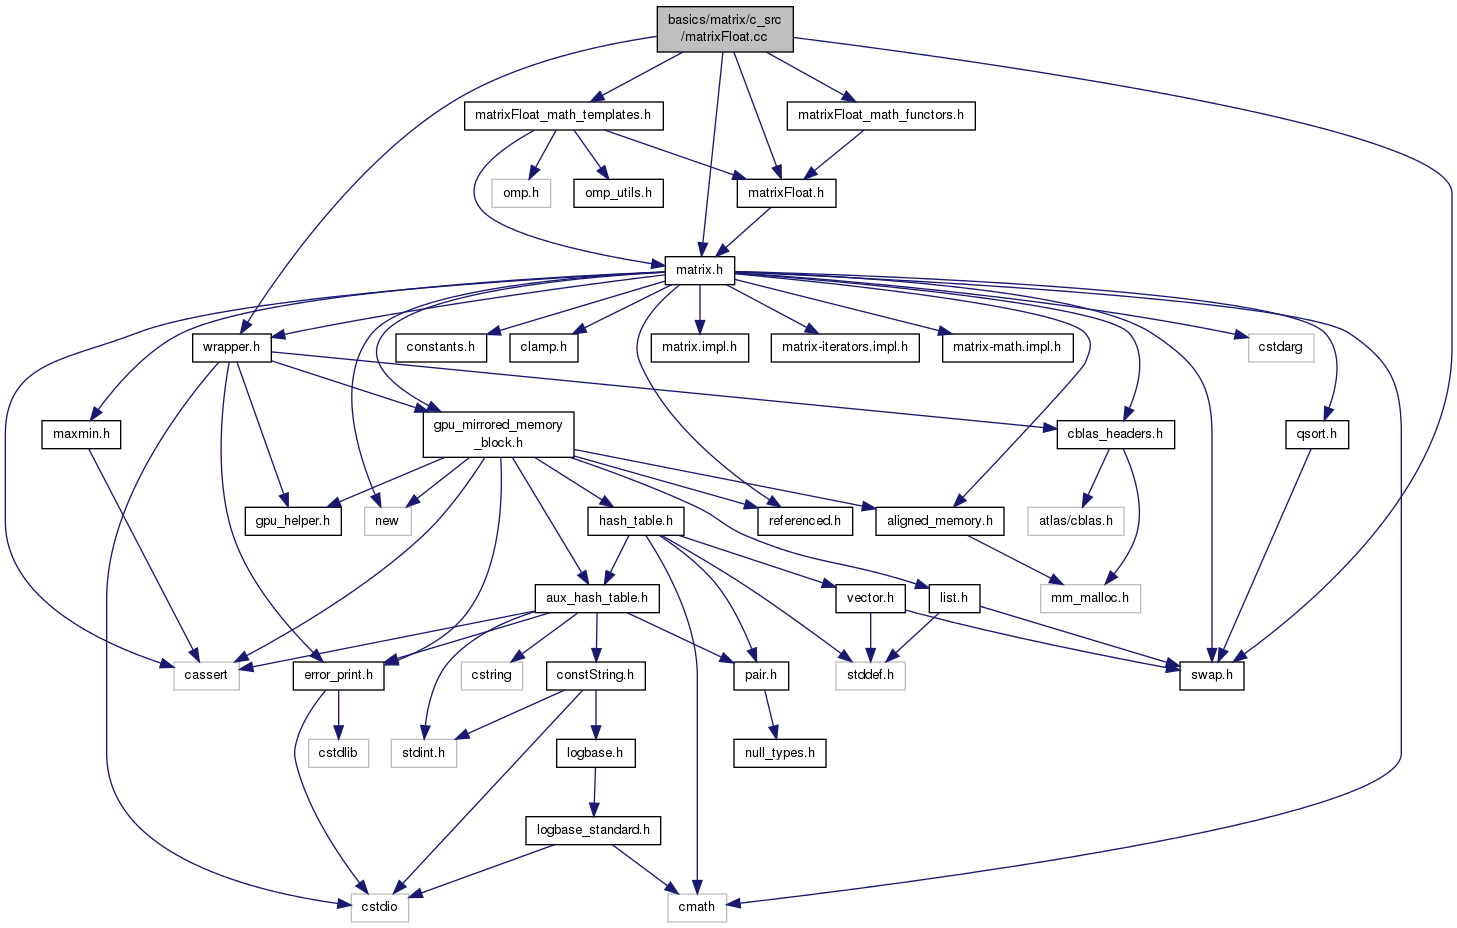 basics/matrix/c_src
/matrixFloat.cc
matrixFloat_math_templates.h
matrixFloat_math_functors.h
omp.h
omp_utils.h
matrixFloat.h
matrix.h
wrapper.h
constants.h
clamp.h
matrix.impl.h
matrix-iterators.impl.h
matrix-math.impl.h
cstdarg
maxmin.h
gpu_mirrored_memory
_block.h
cblas_headers.h
qsort.h
gpu_helper.h
new
hash_table.h
referenced.h
aligned_memory.h
atlas/cblas.h
aux_hash_table.h
vector.h
list.h
mm_malloc.h
cassert
error_print.h
cstring
constString.h
pair.h
stddef.h
swap.h
cstdlib
stdint.h
logbase.h
null_types.h
logbase_standard.h
cstdio
cmath